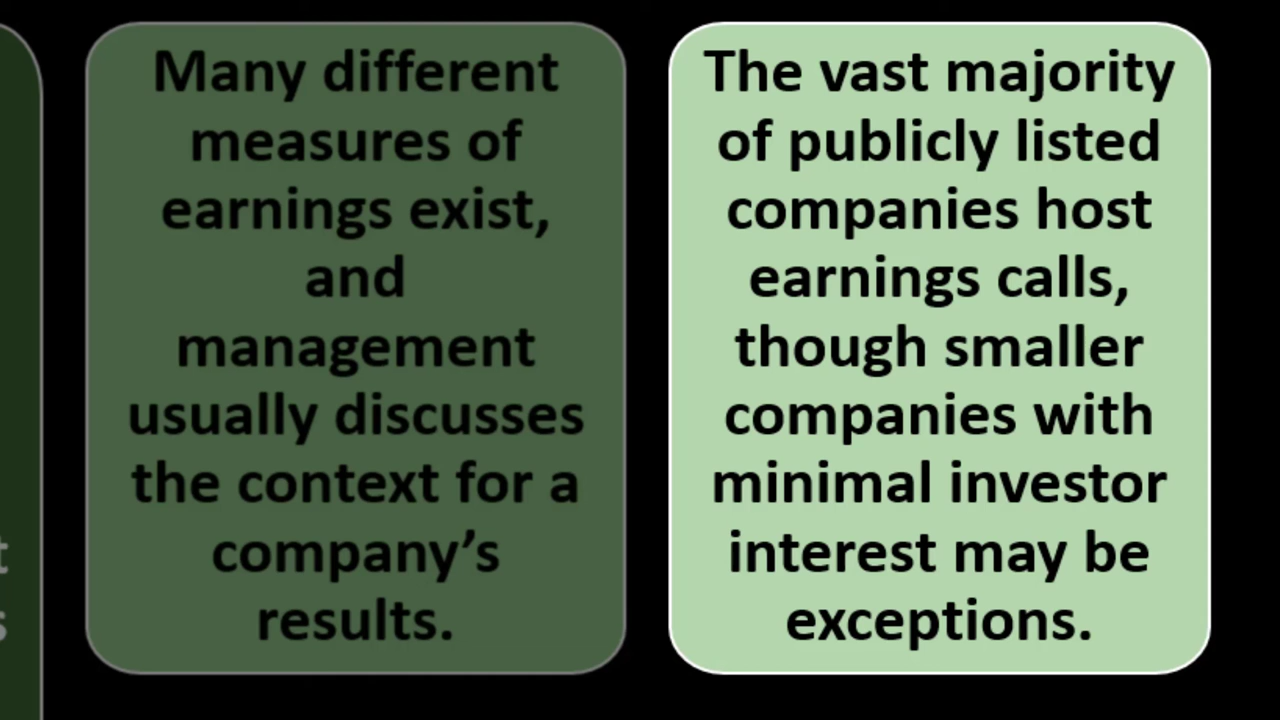 Many different
measures of
earnings exist,
and
management
usually discusses
the context for a
company’s
results.
The vast majority
of publicly listed
companies host
earnings calls,
though smaller
companies with
minimal investor
interest may be
exceptions.